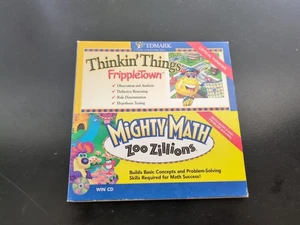 EDMARK
Thinkin' Things
FrippleTown
✓ Observation and Analysis
✓ Deductive Reasoning
✓ Rule Determination
✓ Hypothesis Testing
MIGHTY MATH
Zoo Zillions
Builds Basic Concepts and Problem-Solving
Skills Required for Math Success!
WIN CD